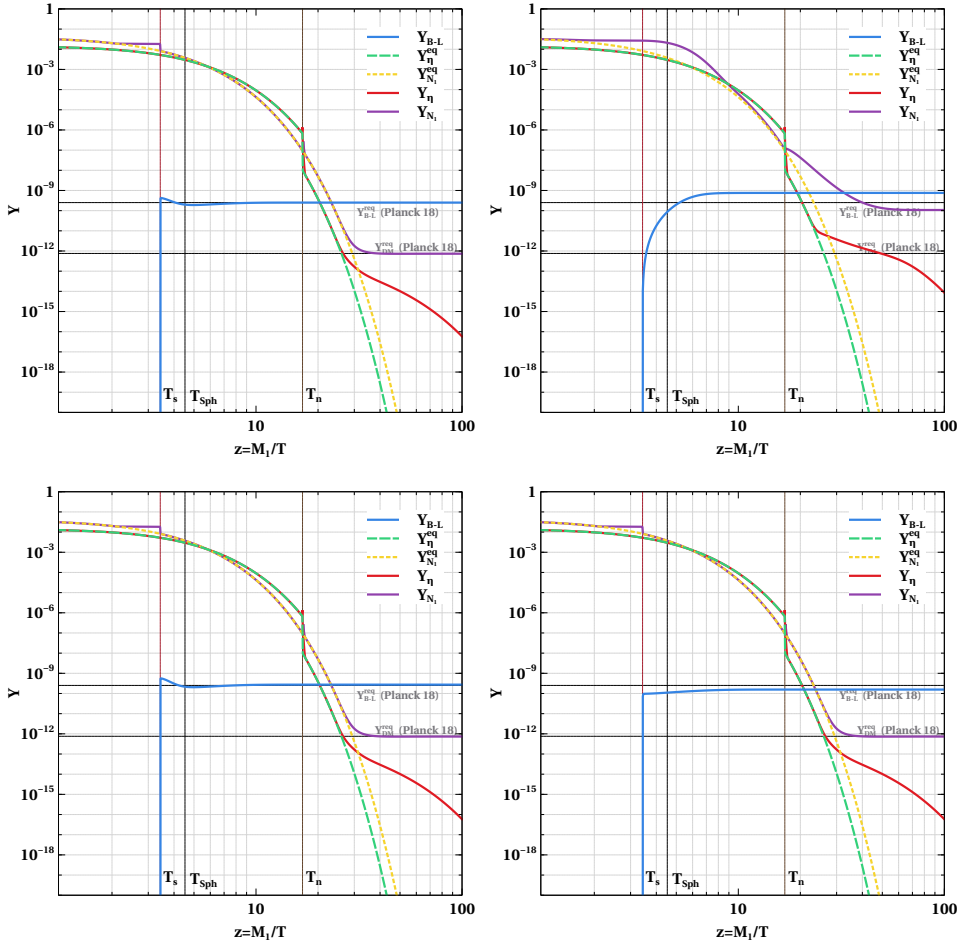 1
10⁻³
10⁻⁶
10⁻⁹
10⁻¹²
10⁻¹⁵
10⁻¹⁸
Y
Y_B-L
Y_η^eq
Y_N₁^eq
Y_η
Y_N₁
Y_B-L^req (Planck 18)
Y_DM^req (Planck 18)
T_s
T_Sph
T_n
10
100
z=M₁/T
1
10⁻³
10⁻⁶
10⁻⁹
10⁻¹²
10⁻¹⁵
10⁻¹⁸
Y
Y_B-L
Y_η^eq
Y_N₁^eq
Y_η
Y_N₁
Y_B-L^req (Planck 18)
Y_DM^req (Planck 18)
T_s
T_Sph
T_n
10
100
z=M₁/T
1
10⁻³
10⁻⁶
10⁻⁹
10⁻¹²
10⁻¹⁵
10⁻¹⁸
Y
Y_B-L
Y_η^eq
Y_N₁^eq
Y_η
Y_N₁
Y_B-L^req (Planck 18)
Y_DM^req (Planck 18)
T_s
T_Sph
T_n
10
100
z=M₁/T
1
10⁻³
10⁻⁶
10⁻⁹
10⁻¹²
10⁻¹⁵
10⁻¹⁸
Y
Y_B-L
Y_η^eq
Y_N₁^eq
Y_η
Y_N₁
Y_B-L^req (Planck 18)
Y_DM^req (Planck 18)
T_s
T_Sph
T_n
10
100
z=M₁/T